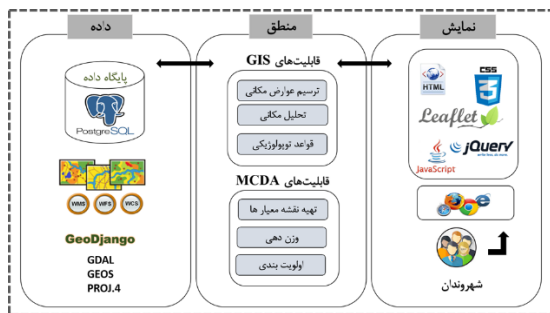 داده
منطق
نمایش
پایگاه داده
PostgreSQL
WMS
WFS
WCS
GeoDjango
GDAL
GEOS
PROJ.4
قابلیت‌های GIS
ترسیم عوارض مکانی
تحلیل مکانی
قواعد توپولوژیکی
قابلیت‌های MCDA
تهیه نقشه معیار ها
وزن دهی
اولویت بندی
HTML
CSS
3
Leaflet
JavaScript
jQuery
شهروندان